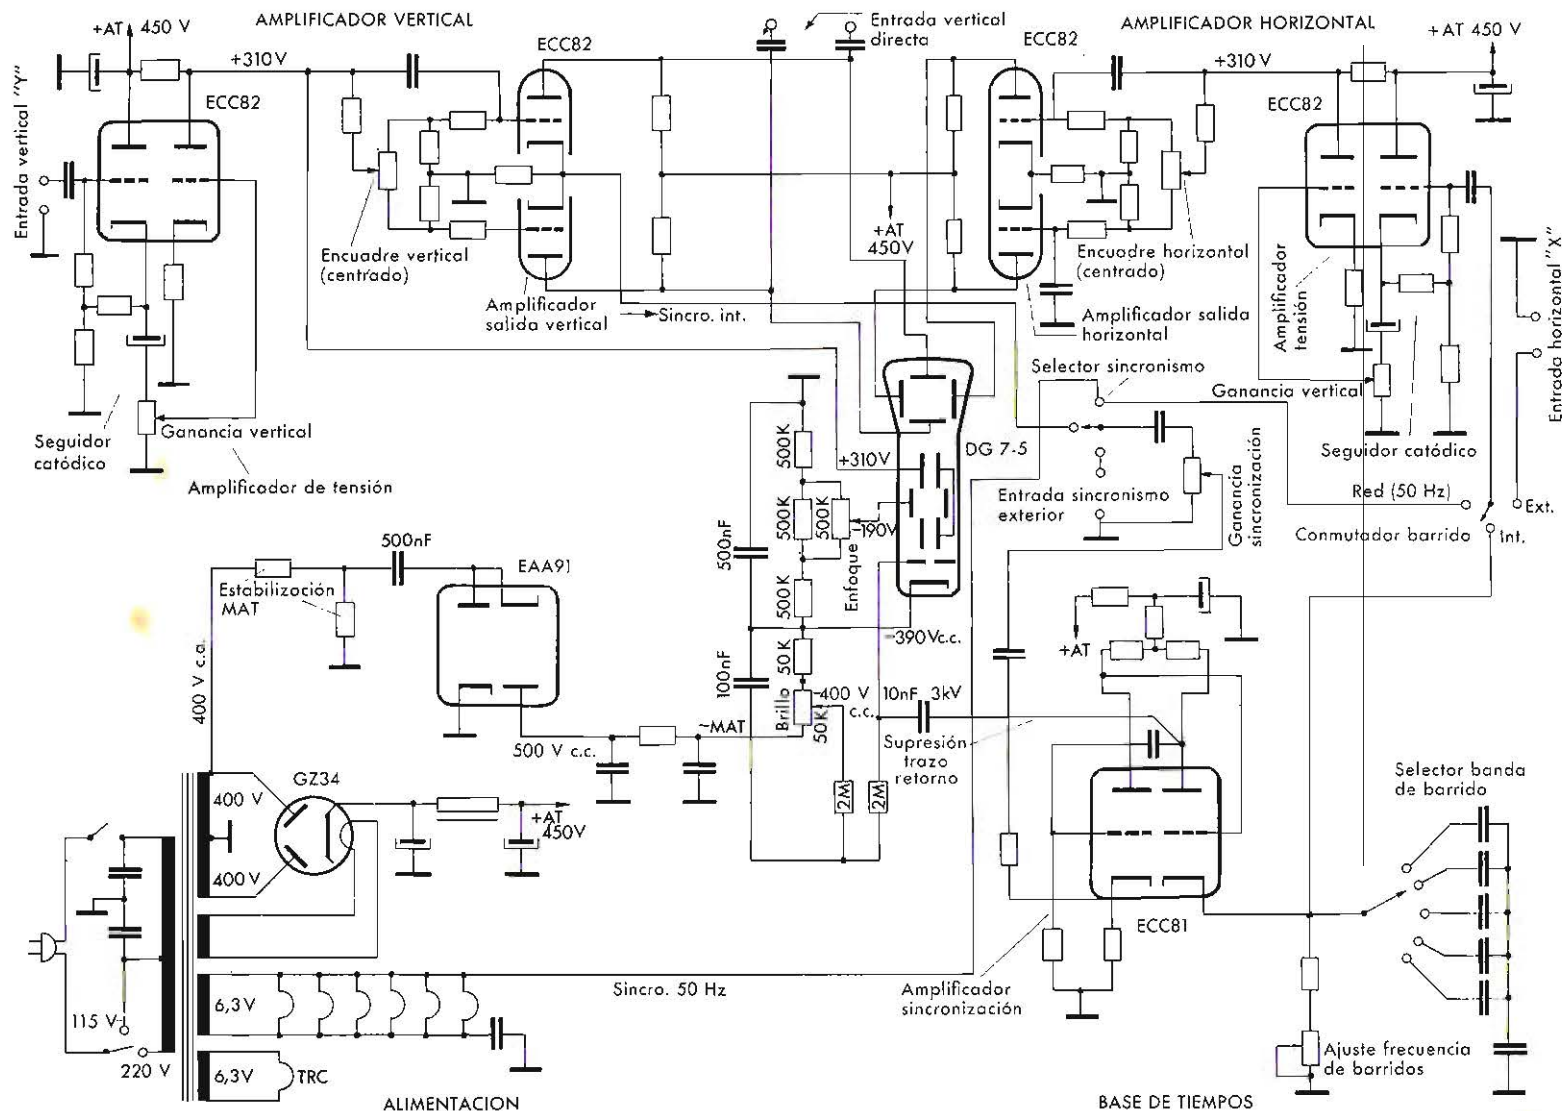 AMPLIFICADOR VERTICAL
AMPLIFICADOR HORIZONTAL
+AT 450 V
+310V
ECC82
ECC82
Entrada vertical
directa
ECC82
+310V
+AT 450 V
ECC82
Entrada vertical "Y"
Encuadre vertical
(centrado)
Amplificador
salida vertical
Sincro. int.
+AT
450V
Encuadre horizontal
(centrado)
Amplificador salida
horizontal
Amplificador
tensión
Entrada horizontal "X"
Ganancia vertical
Seguidor catódico
Seguidor
catódico
Ganancia vertical
Amplificador de tensión
Selector sincronismo
DG 7-5
+310V
-190V
Entrada sincronismo
exterior
Ganancia
sincronización
Red (50 Hz)
Ext.
Conmutador barrido
Int.
500K
500K
500K
500K
500nF
Enfoque
-390Vc.c.
50K
100nF
Brillo
50K
-400 V
c.c.
10nF 3kV
Supresión
trazo
retorno
2M
2M
500nF
EAA91
Estabilización
MAT
400V c.a.
500 V c.c.
~MAT
GZ34
400 V
400 V
+AT
450V
+AT
ECC81
Selector banda
de barrido
Amplificador
sincronización
Sincro. 50 Hz
6,3V
115 V
220 V
6,3V
TRC
Ajuste frecuencia
de barridos
ALIMENTACION
BASE DE TIEMPOS